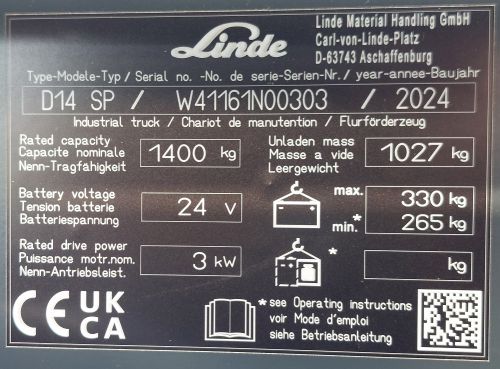 Linde
Linde Material Handling GmbH
Carl-von-Linde-Platz
D-63743 Aschaffenburg
Type-Modele-Typ / Serial no. -No. de serie-Serien-Nr. / year-annee-Baujahr
D14 SP / W41161N00303 / 2024
Industrial truck / Chariot de manutention / Flurförderzeug
Rated capacity
Capacite nominale
Nenn-Tragfähigkeit
1400 kg
Unladen mass
Masse a vide
Leergewicht
1027 kg
Battery voltage
Tension batterie
Batteriespannung
24 V
max. 330 kg
min.* 265 kg
Rated drive power
Puissance motr.nom.
Nenn-Antriebsleist.
3 kW
* kg
CE UK
CA
*see Operating instructions
voir Mode d'emploi
siehe Betriebsanleitung